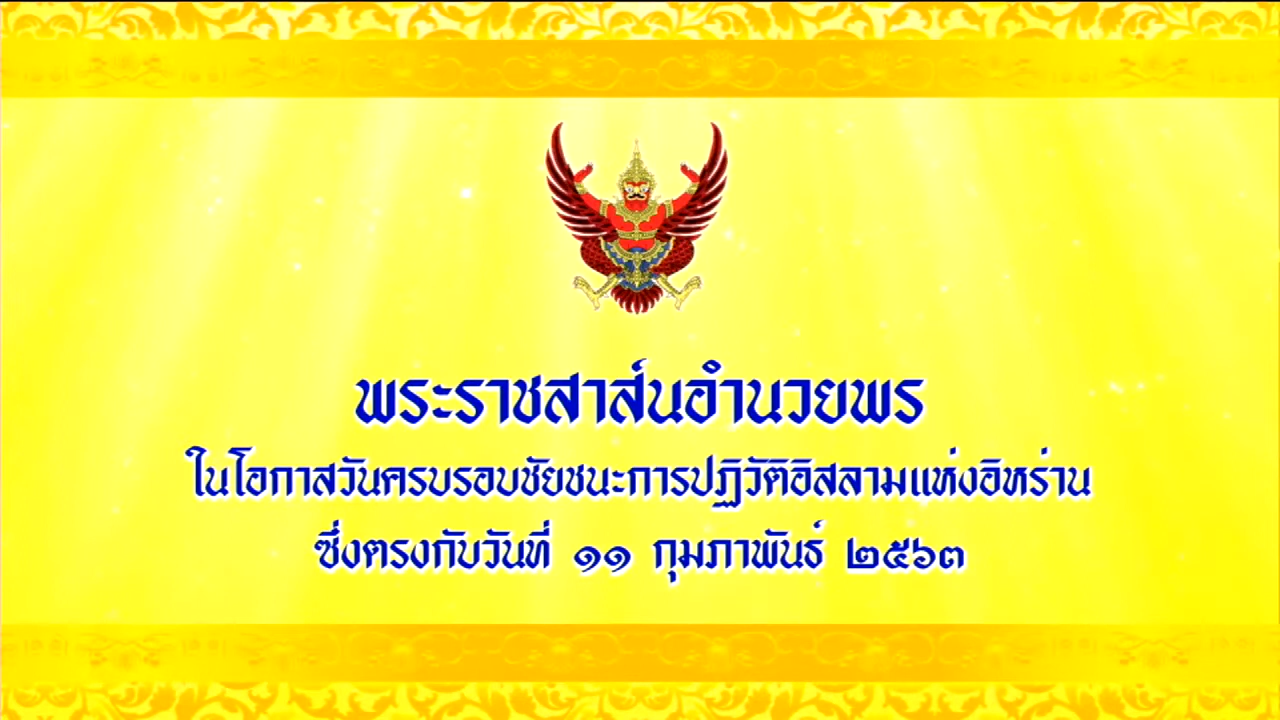 พระราชสาส์นอำนวยพร
ในโอกาสวันครบรอบชัยชนะการปฏิวัติอิสลามแห่งอิหร่าน
ซึ่งตรงกับวันที่ ๑๑ กุมภาพันธ์ ๒๕๖๓